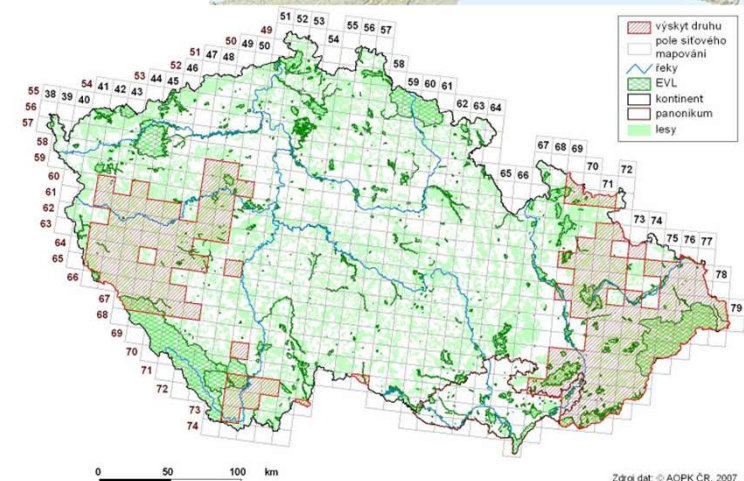 51 52 53
49
50 49 50
54
55 56 57
51
47 48
58
52
46
59 60 61
53
44 45
62 63 64
54
41 42 43
55 38 39 40
56
57
58
59
60
61
62
63
64
65
66
67
68
69
70
71
72
73
74
65 66
67 68 69
70
71
72
73 74
75 76 77
78
79
výskyt druhu
pole síťového
mapování
řeky
EVL
kontinent
panonikum
lesy
0 50 100 km
Zdroj dat: © AOPK ČR, 2007